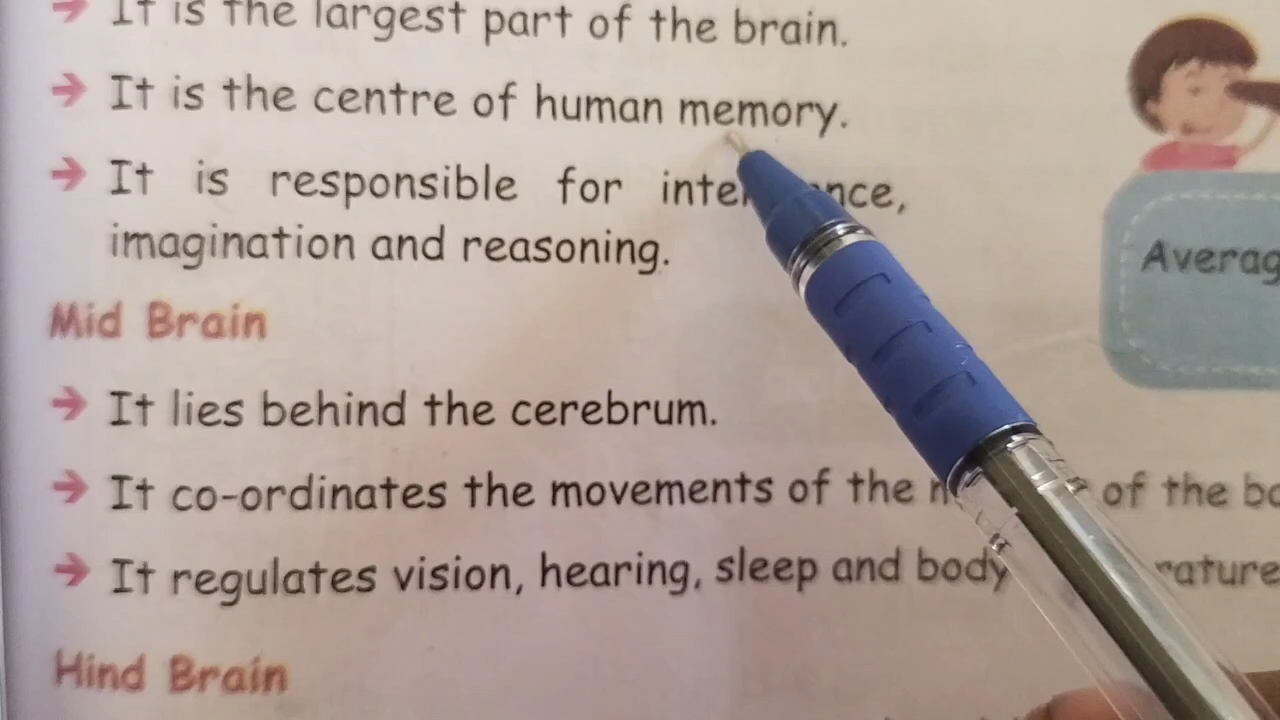 It is the largest part of the brain.
It is the centre of human memory.
It is responsible for
imagination and reasoning.
Averag
Mid Brain
It lies behind the cerebrum.
It co-ordinates the movements of the of the
It regulates vision, hearing, sleep and body
Hind Brain